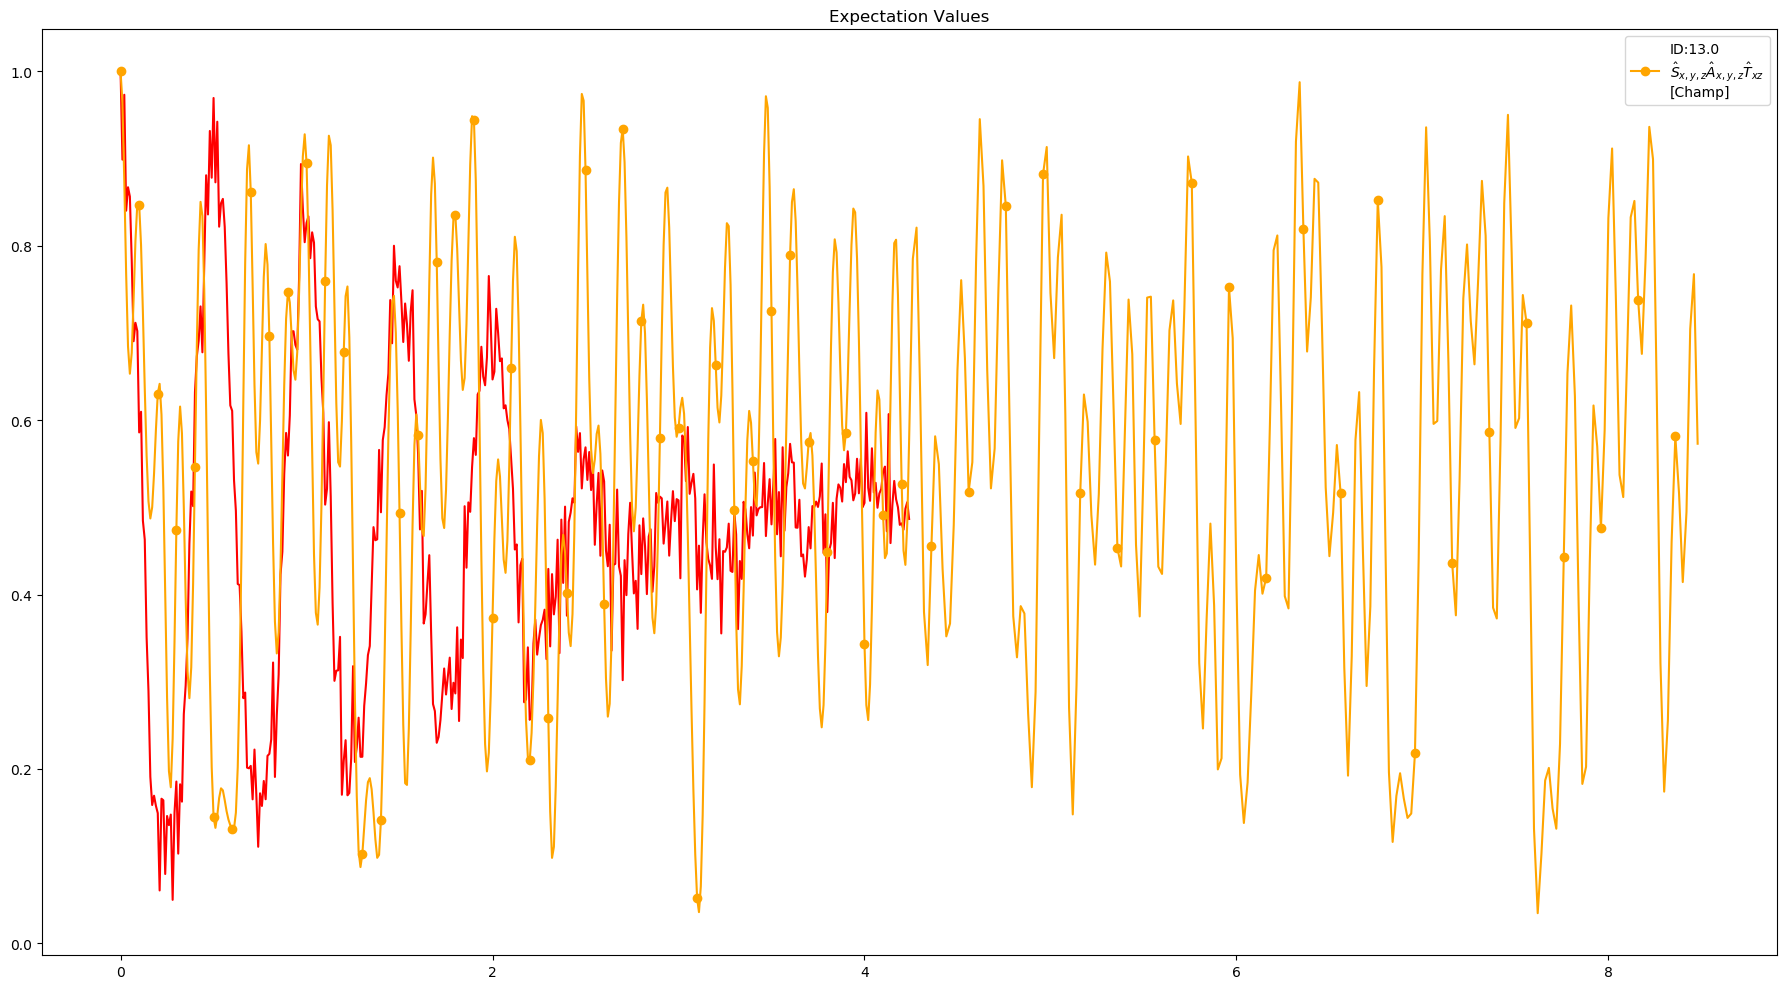 Expectation Values
ID:13.0
$\hat{S}_{x,y,z}\hat{A}_{x,y,z}\hat{T}_{xz}$
[Champ]
1.0
0.8
0.6
0.4
0.2
0.0
0 2 4 6 8